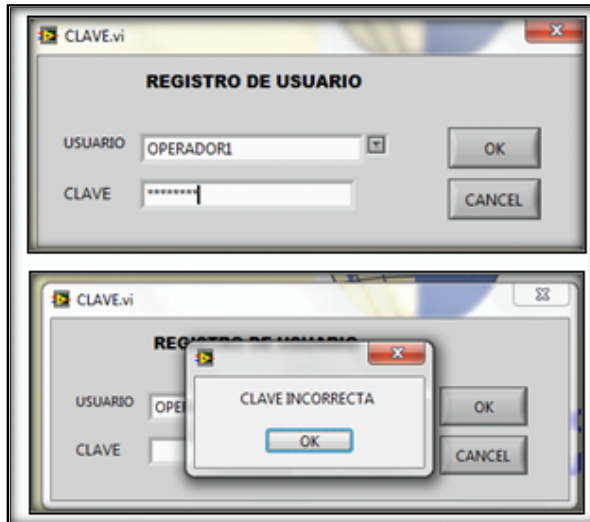 CLAVE.vi
REGISTRO DE USUARIO
USUARIO OPERADOR1 OK
CLAVE ******** CANCEL
CLAVE.vi
CLAVE INCORRECTA
USUARIO OK
CLAVE OK CANCEL